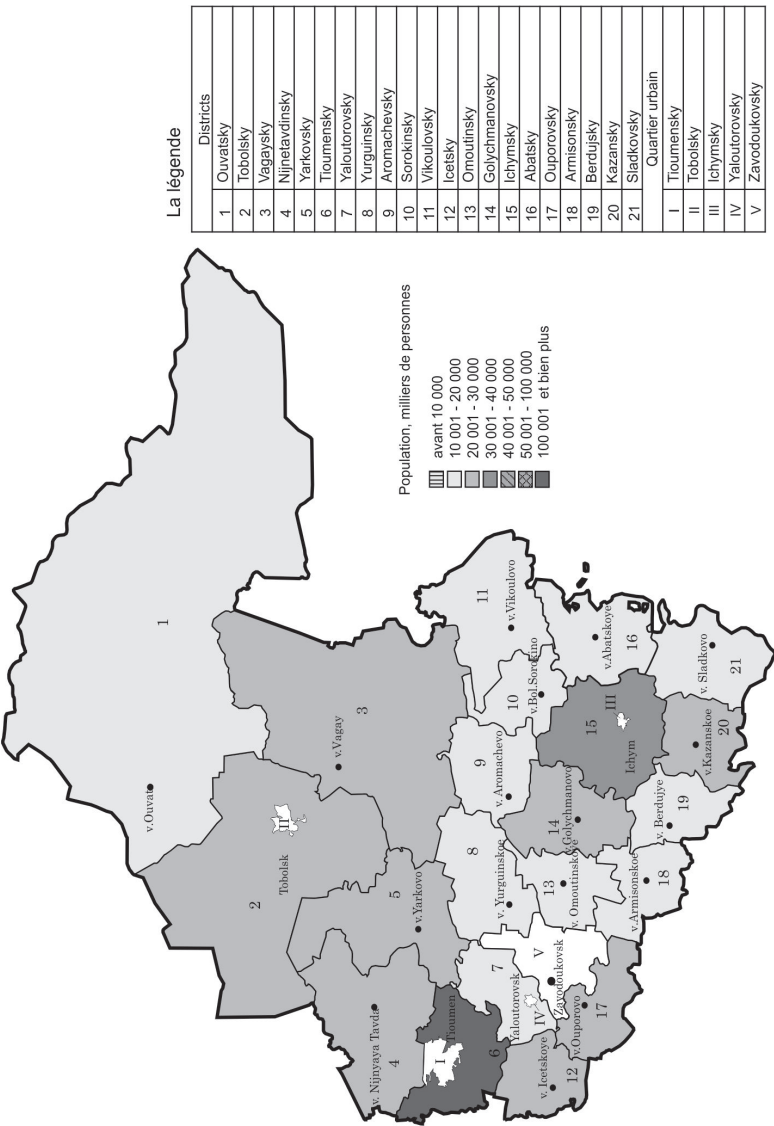 La légende
Districts
1 Ouvatsky
2 Tobolsky
3 Vagaysky
4 Nijnetavdinsky
5 Yarkovsky
6 Tioumensky
7 Yaloutorovsky
8 Yurguinsky
9 Aromachevsky
10 Sorokinsky
11 Vikoulovsky
12 Icetsky
13 Omoutinsky
14 Golychmanovsky
15 Ichymsky
16 Abatsky
17 Ouporovsky
18 Armisonsky
19 Berdujsky
20 Kazansky
21 Sladkovsky
Quartier urbain
I Tioumensky
II Tobolsky
III Ichymsky
IV Yaloutorovsky
V Zavodoukovsky
Population, milliers de personnes
avant 10 000
10 001 - 20 000
20 001 - 30 000
30 001 - 40 000
40 001 - 50 000
50 001 - 100 000
100 001 et bien plus
1
v.Ouvat
2
II
Tobolsk
3
v.Vagay
v. Nijnyaya Tavda
4
5
v.Yarkovo
I
Tioumen
6
7
Yaloutorovsk
IV
V
Zavodoukovsk
8
v. Yurguinskoe
9
v. Aromachevo
10
v.Bol.Sorokino
11
v.Vikoulovo
v. Icetskoye
12
v.Ouporovo
17
13
v. Omoutinskoye
14
v.Golychmanovo
15
III
Ichym
v.Abatskoye
16
v.Armisonskoe
18
v. Berdujye
19
v.Kazanskoe
20
v. Sladkovo
21